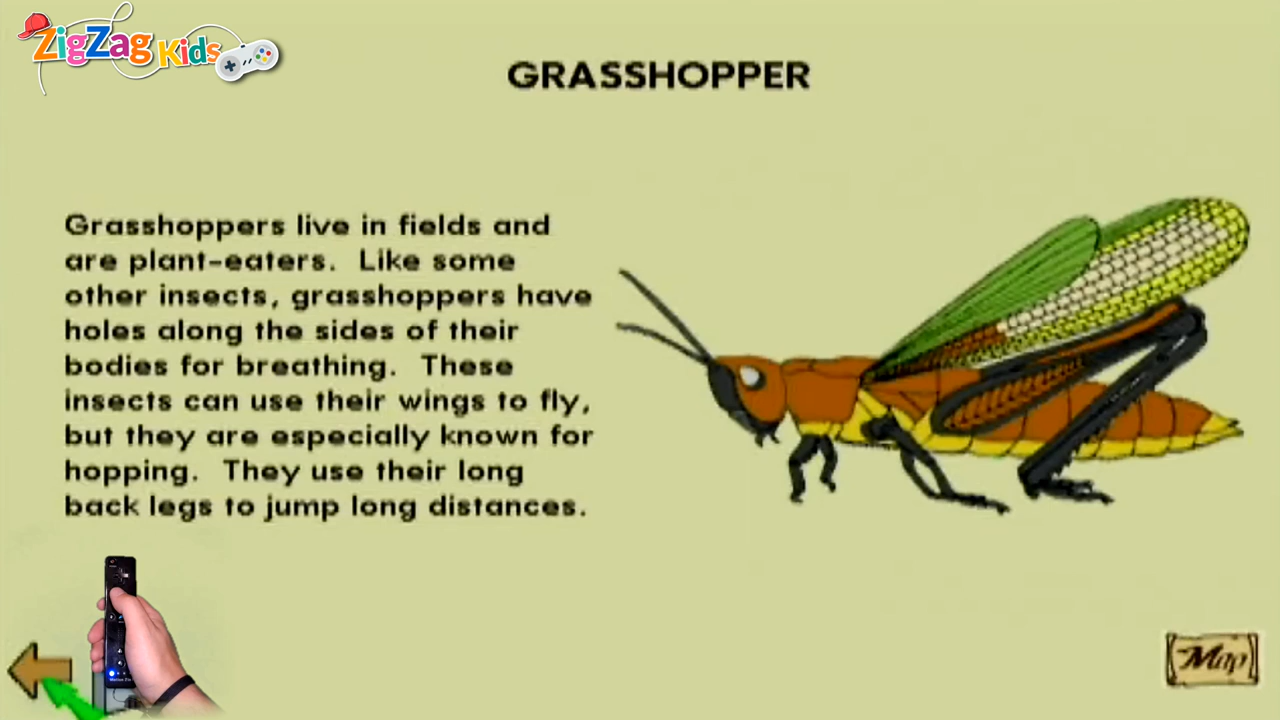 ZigZag Kids
GRASSHOPPER
Grasshoppers live in fields and
are plant-eaters. Like some
other insects, grasshoppers have
holes along the sides of their
bodies for breathing. These
insects can use their wings to fly,
but they are especially known for
hopping. They use their long
back legs to jump long distances.
Map